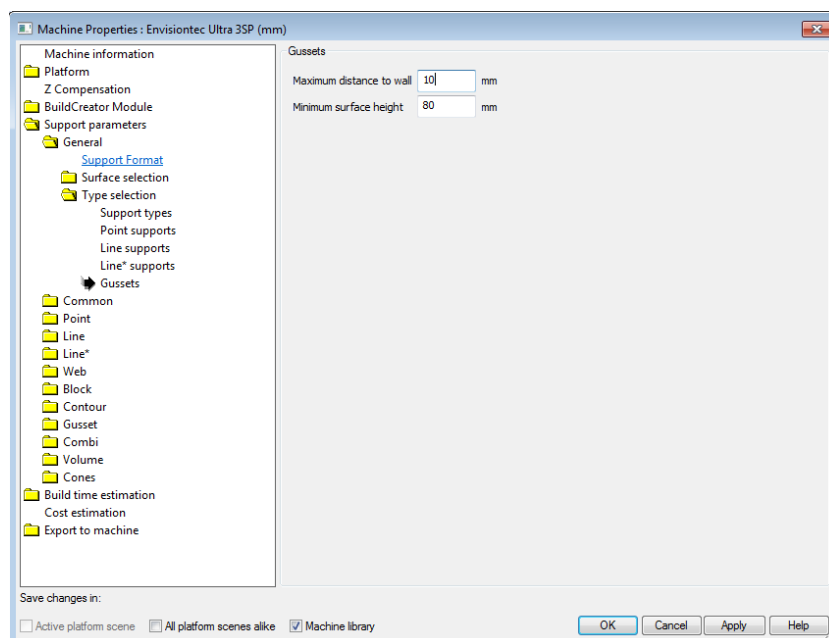 Machine Properties : Envisiontec Ultra 3SP (mm)
Machine information
Platform
Z Compensation
BuildCreator Module
Support parameters
General
Support Format
Surface selection
Type selection
Support types
Point supports
Line supports
Line* supports
Gussets
Common
Point
Line
Line*
Web
Block
Contour
Gusset
Combi
Volume
Cones
Build time estimation
Cost estimation
Export to machine
Gussets
Maximum distance to wall 10 mm
Minimum surface height 80 mm
Save changes in:
Active platform scene All platform scenes alike Machine library OK Cancel Apply Help